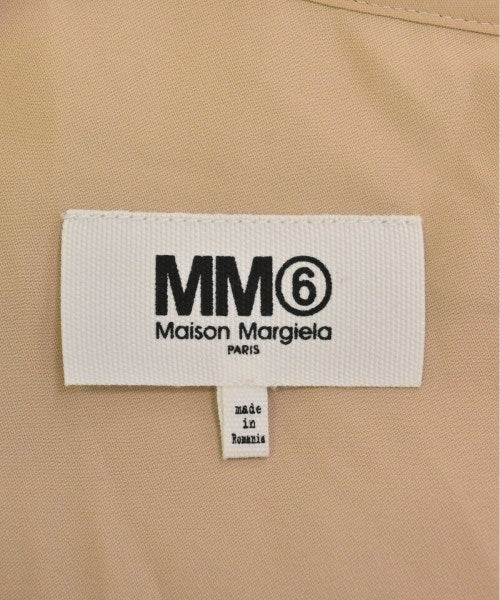 MM⑥
Maison Margiela
PARIS
made
in
Romania